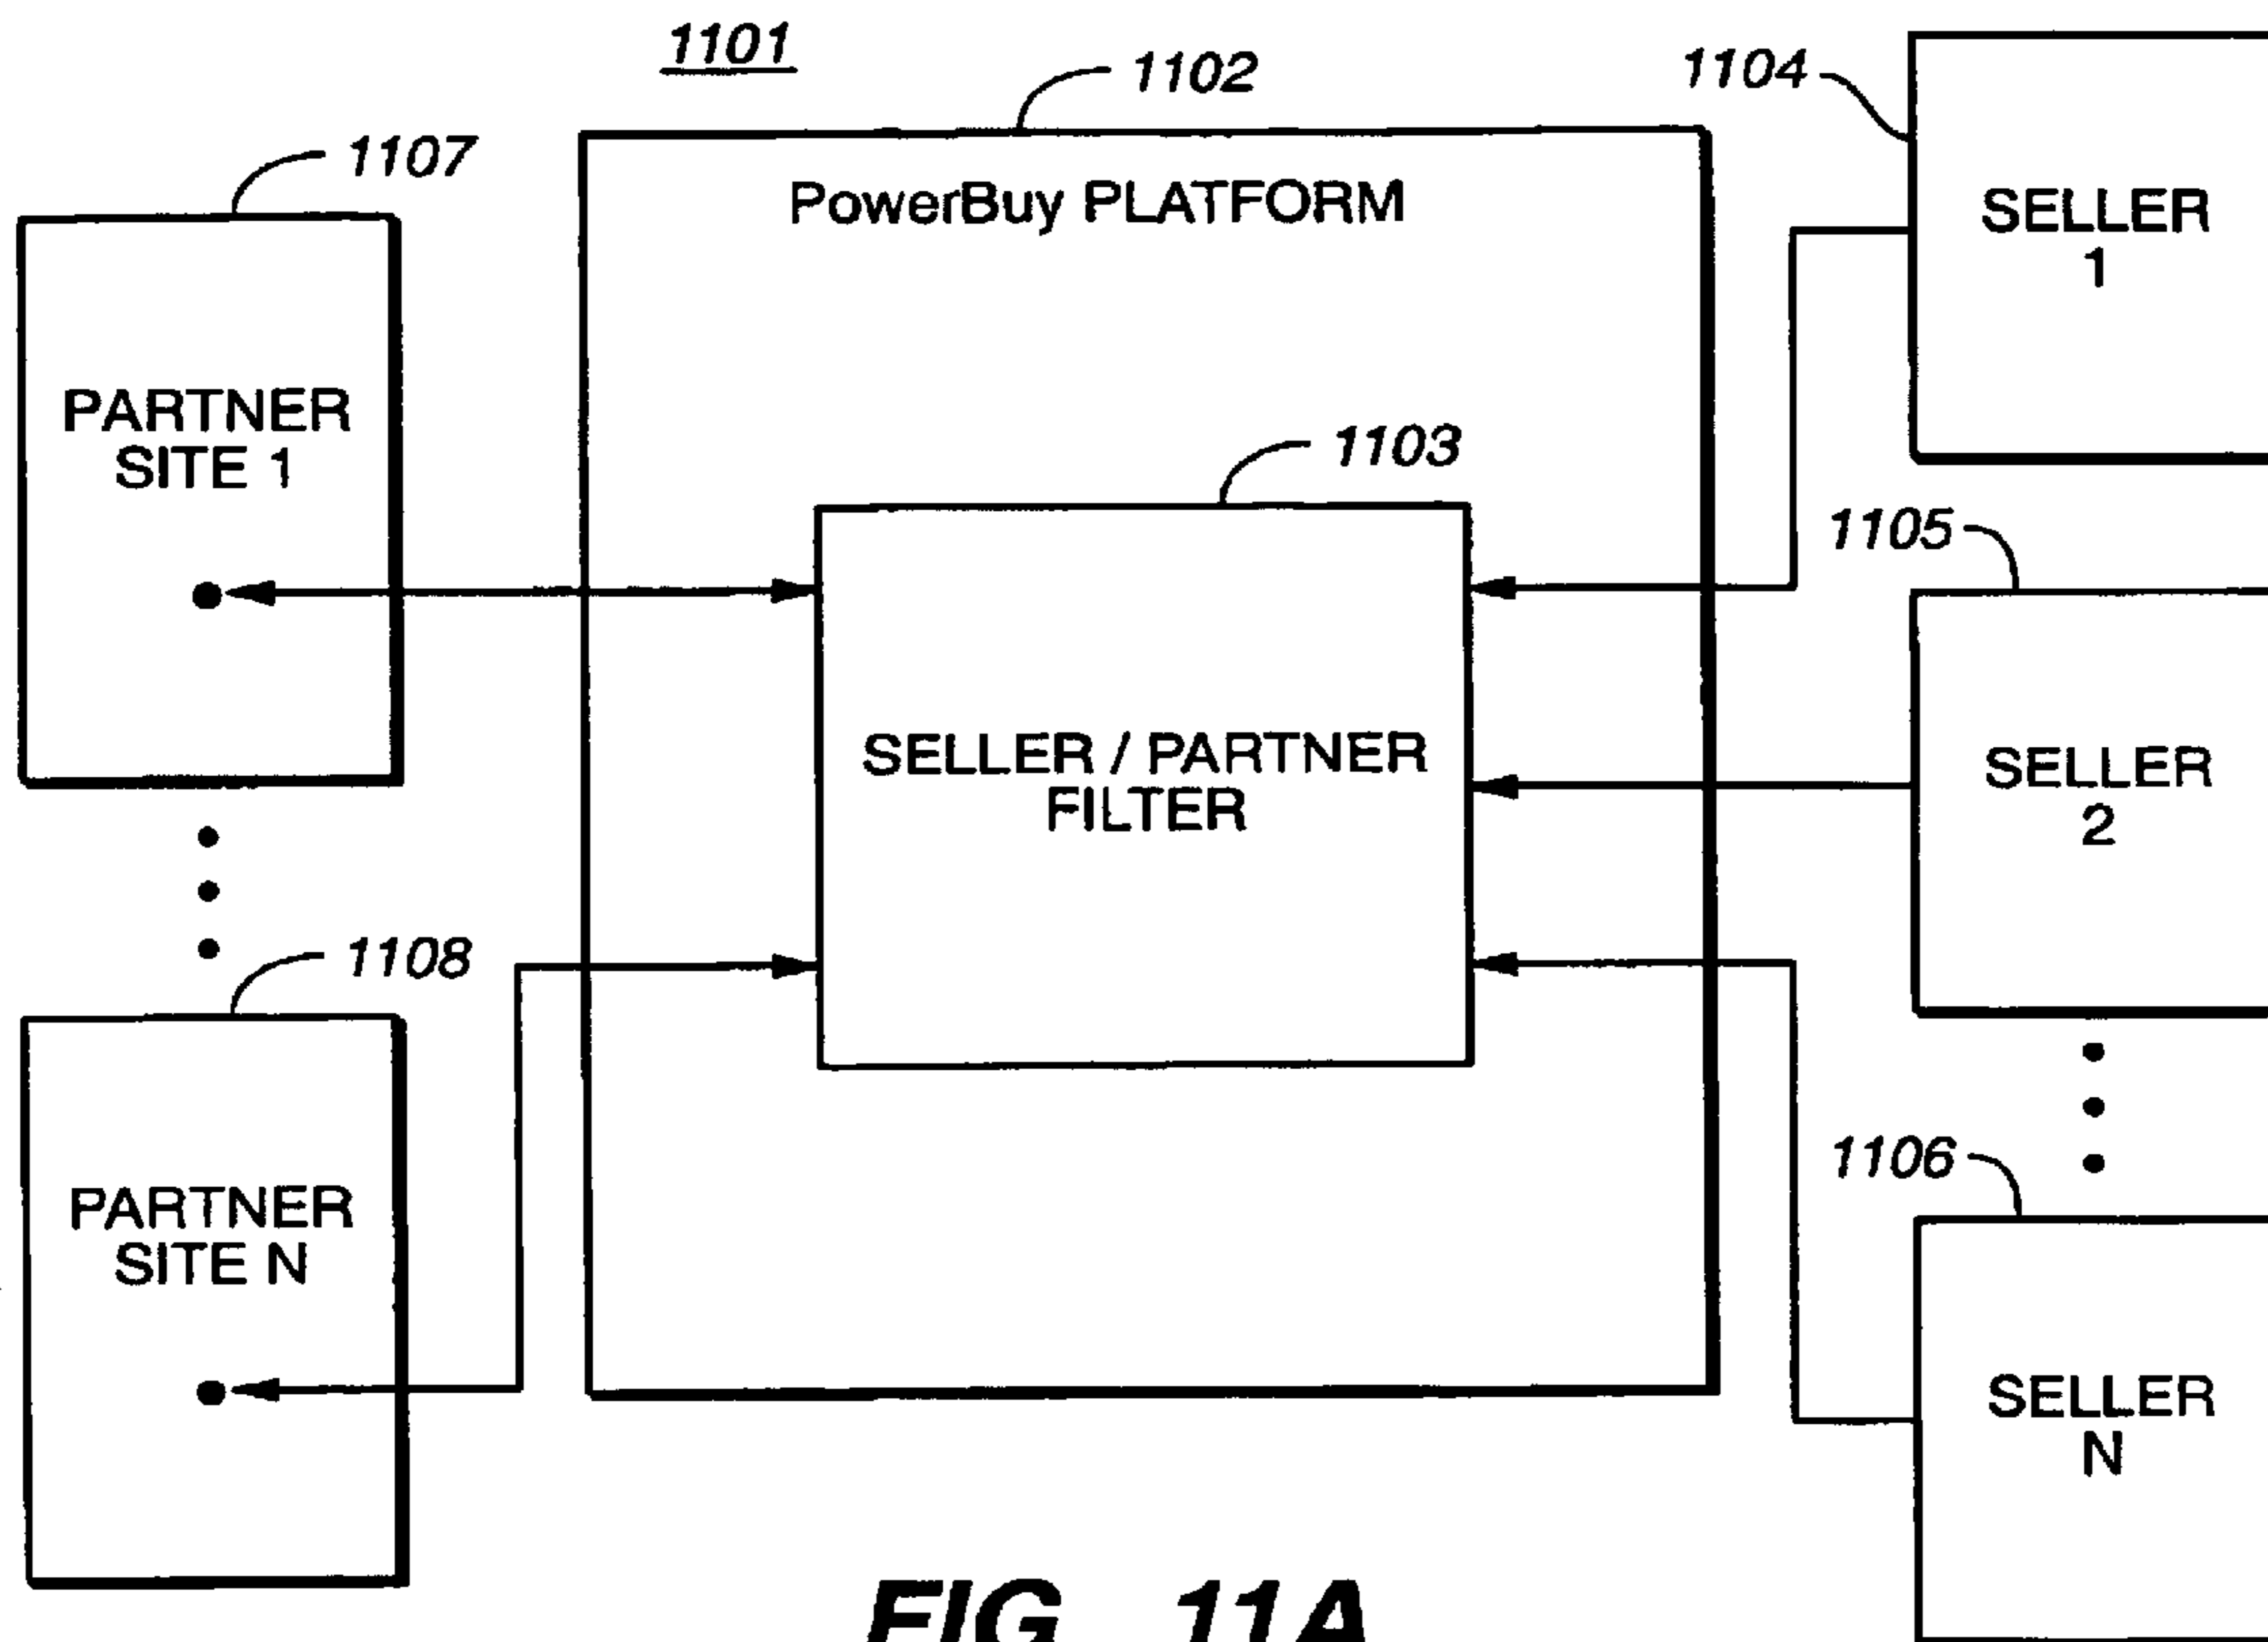 1101
1102
1104
1107
PowerBuy PLATFORM
SELLER
1
PARTNER
SITE 1
1103
1105
SELLER / PARTNER
FILTER
SELLER
2
1108
1106
PARTNER
SITE N
SELLER
N
FIG_11A